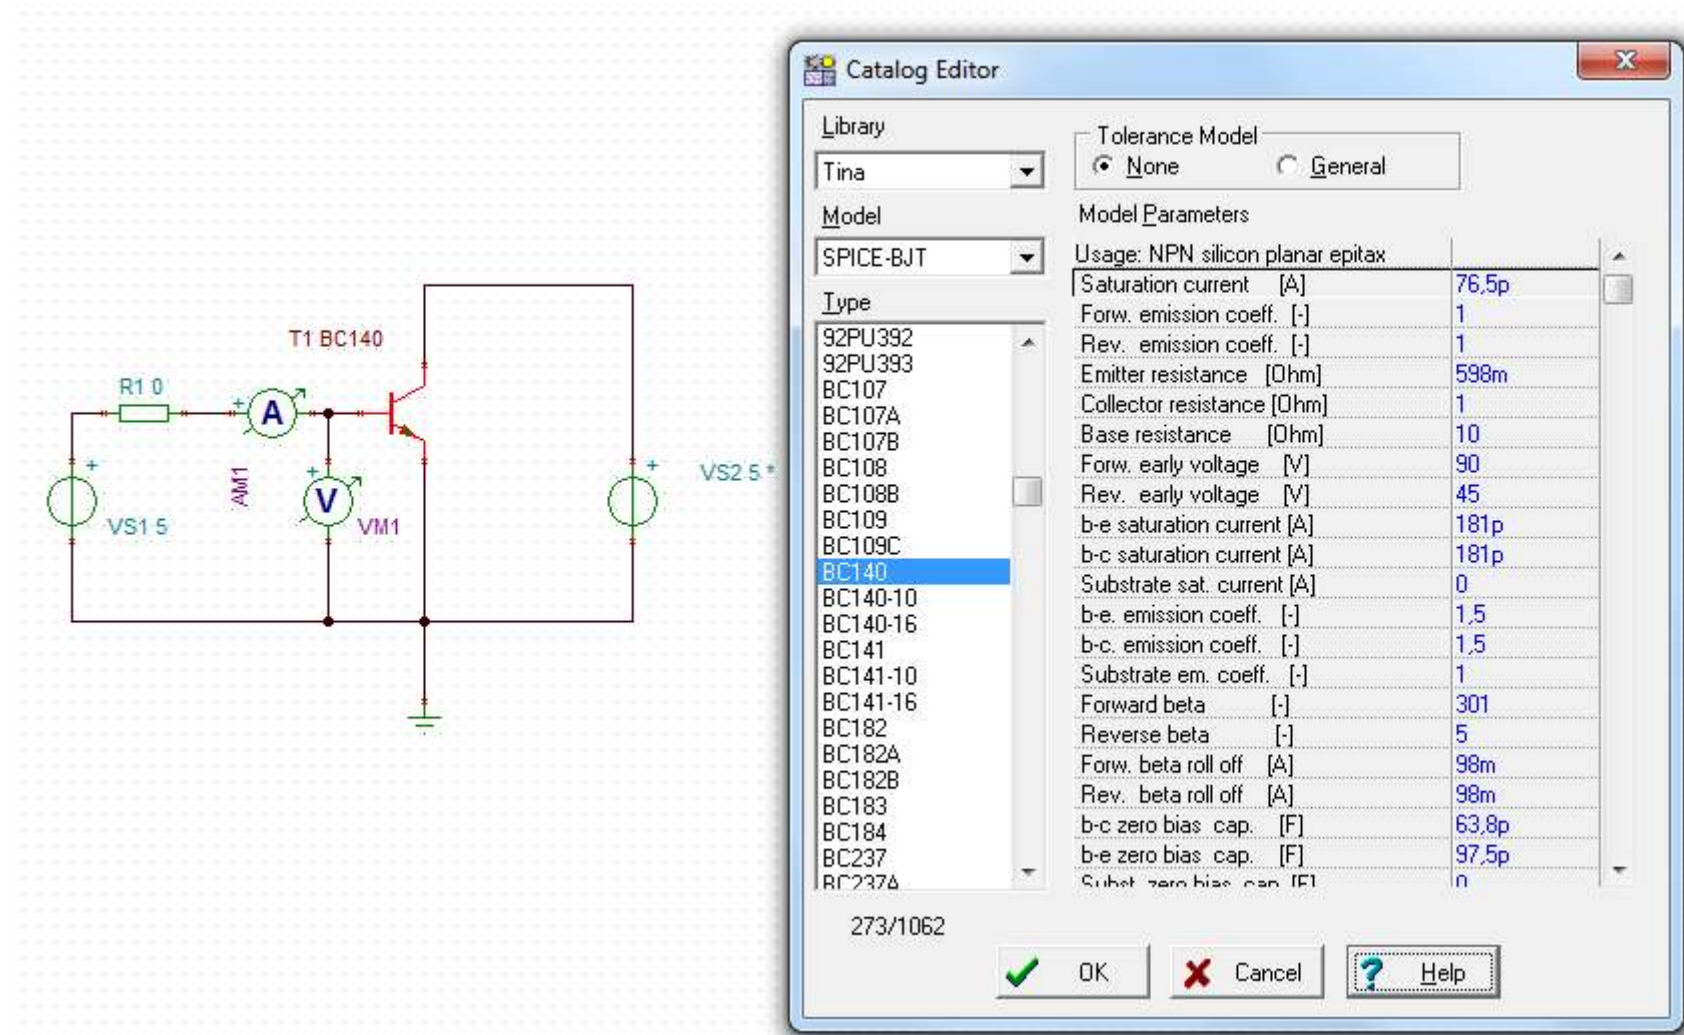 T1 BC140
R1 0
A
AM1
V
VM1
VS1 5
VS2 5 *
+
+
+
+
Catalog Editor
Library
Tina
Model
SPICE-BJT
Type
92PU392
92PU393
BC107
BC107A
BC107B
BC108
BC108B
BC109
BC109C
BC140
BC140-10
BC140-16
BC141
BC141-10
BC141-16
BC182
BC182A
BC182B
BC183
BC184
BC237
BC237A
273/1062
Tolerance Model
None General
Model Parameters
Usage: NPN silicon planar epitax
Saturation current [A] 76,5p
Forw. emission coeff. [-] 1
Rev. emission coeff. [-] 1
Emitter resistance [Ohm] 598m
Collector resistance [Ohm] 1
Base resistance [Ohm] 10
Forw. early voltage [V] 90
Rev. early voltage [V] 45
b-e saturation current [A] 181p
b-c saturation current [A] 181p
Substrate sat. current [A] 0
b-e. emission coeff. [-] 1,5
b-c. emission coeff. [-] 1,5
Substrate em. coeff. [-] 1
Forward beta [-] 301
Reverse beta [-] 5
Forw. beta roll off [A] 98m
Rev. beta roll off [A] 98m
b-c zero bias cap. [F] 63,8p
b-e zero bias cap. [F] 97,5p
Subst. zero bias cap. [F] 0
OK
Cancel
? Help